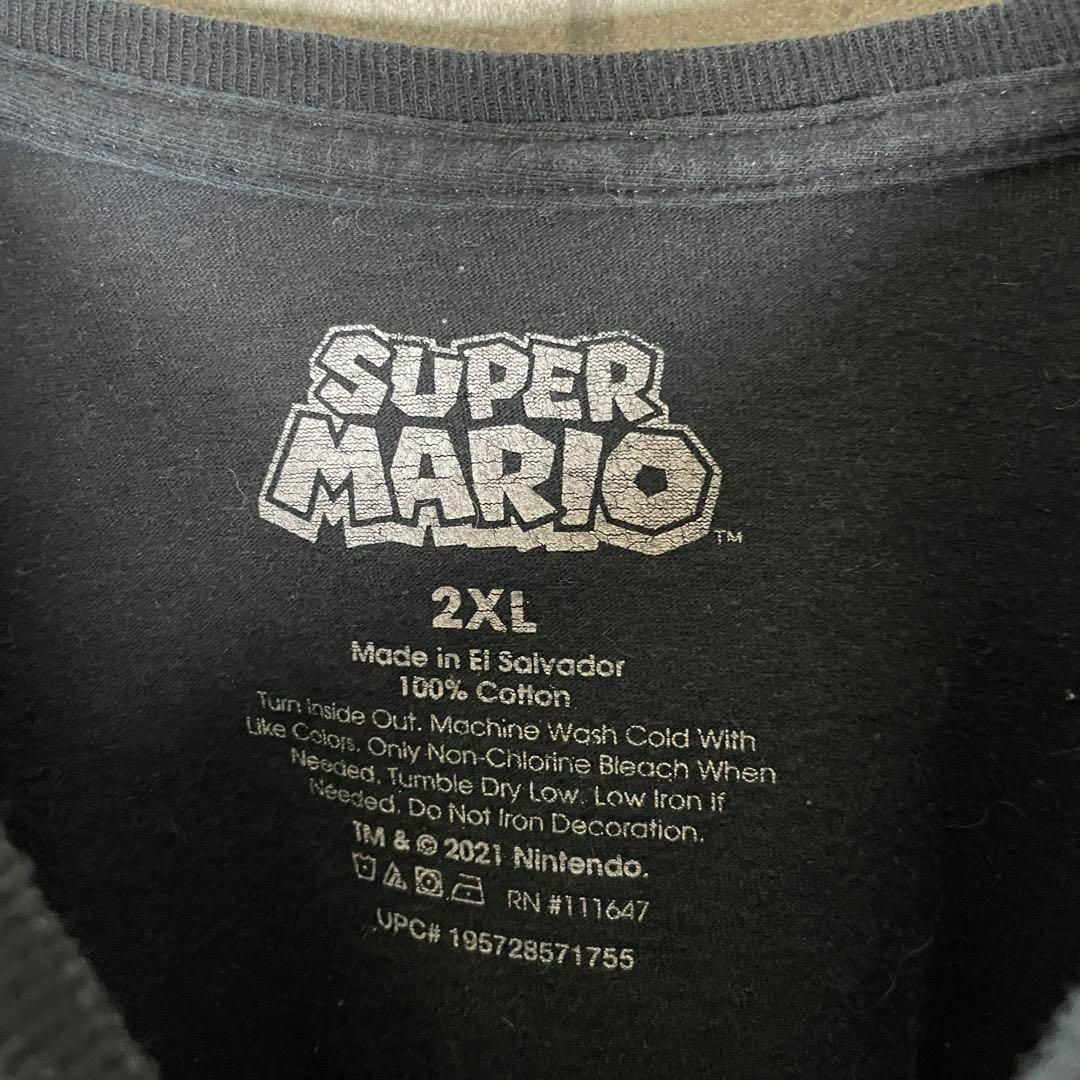 SUPER
MARIO™
2XL
Made in El Salvador
100% Cotton
Turn Inside Out. Machine Wash Cold With
Like Colors. Only Non-Chlorine Bleach When
Needed. Tumble Dry Low. Low Iron If
Needed. Do Not Iron Decoration.
TM & © 2021 Nintendo.
RN #111647
UPC# 195728571755